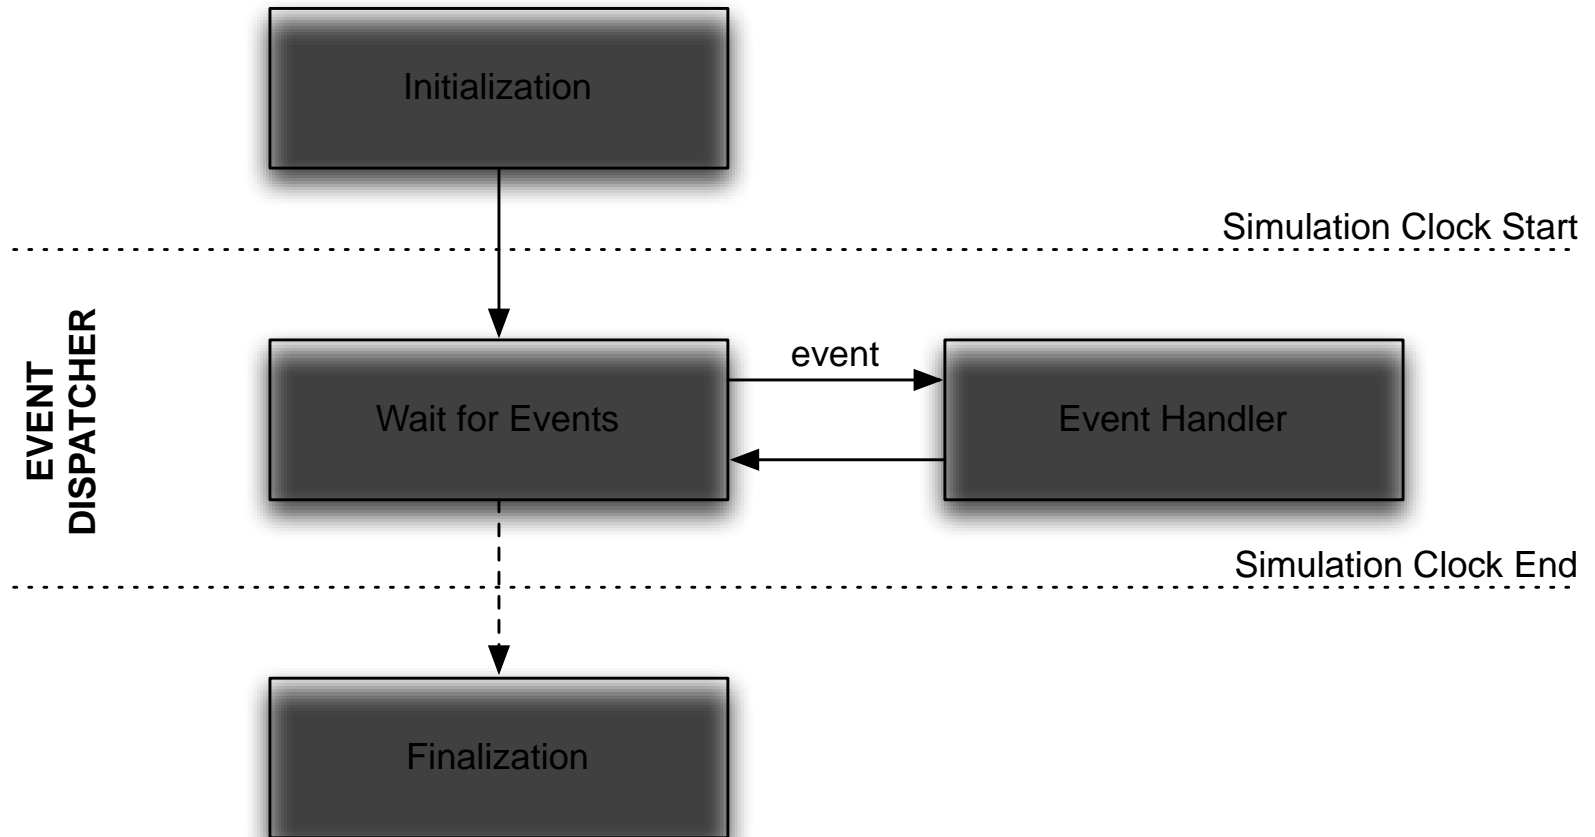 Initialization
Simulation Clock Start
EVENT
DISPATCHER
event
Wait for Events
Event Handler
Simulation Clock End
Finalization